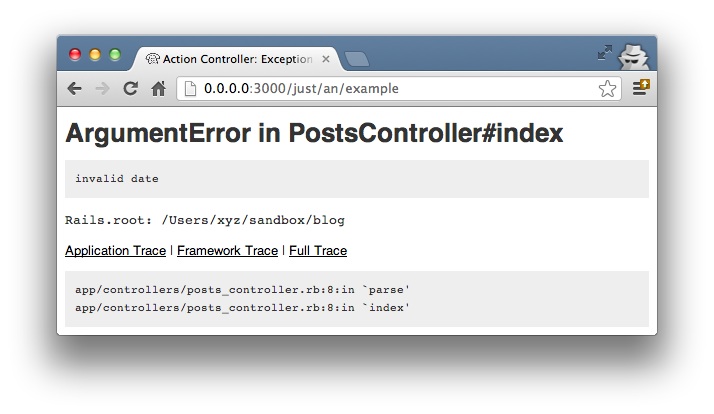 Action Controller: Exception
0.0.0.0:3000/just/an/example
ArgumentError in PostsController#index
invalid date
Rails.root: /Users/xyz/sandbox/blog
Application Trace | Framework Trace | Full Trace
app/controllers/posts_controller.rb:8:in `parse'
app/controllers/posts_controller.rb:8:in `index'